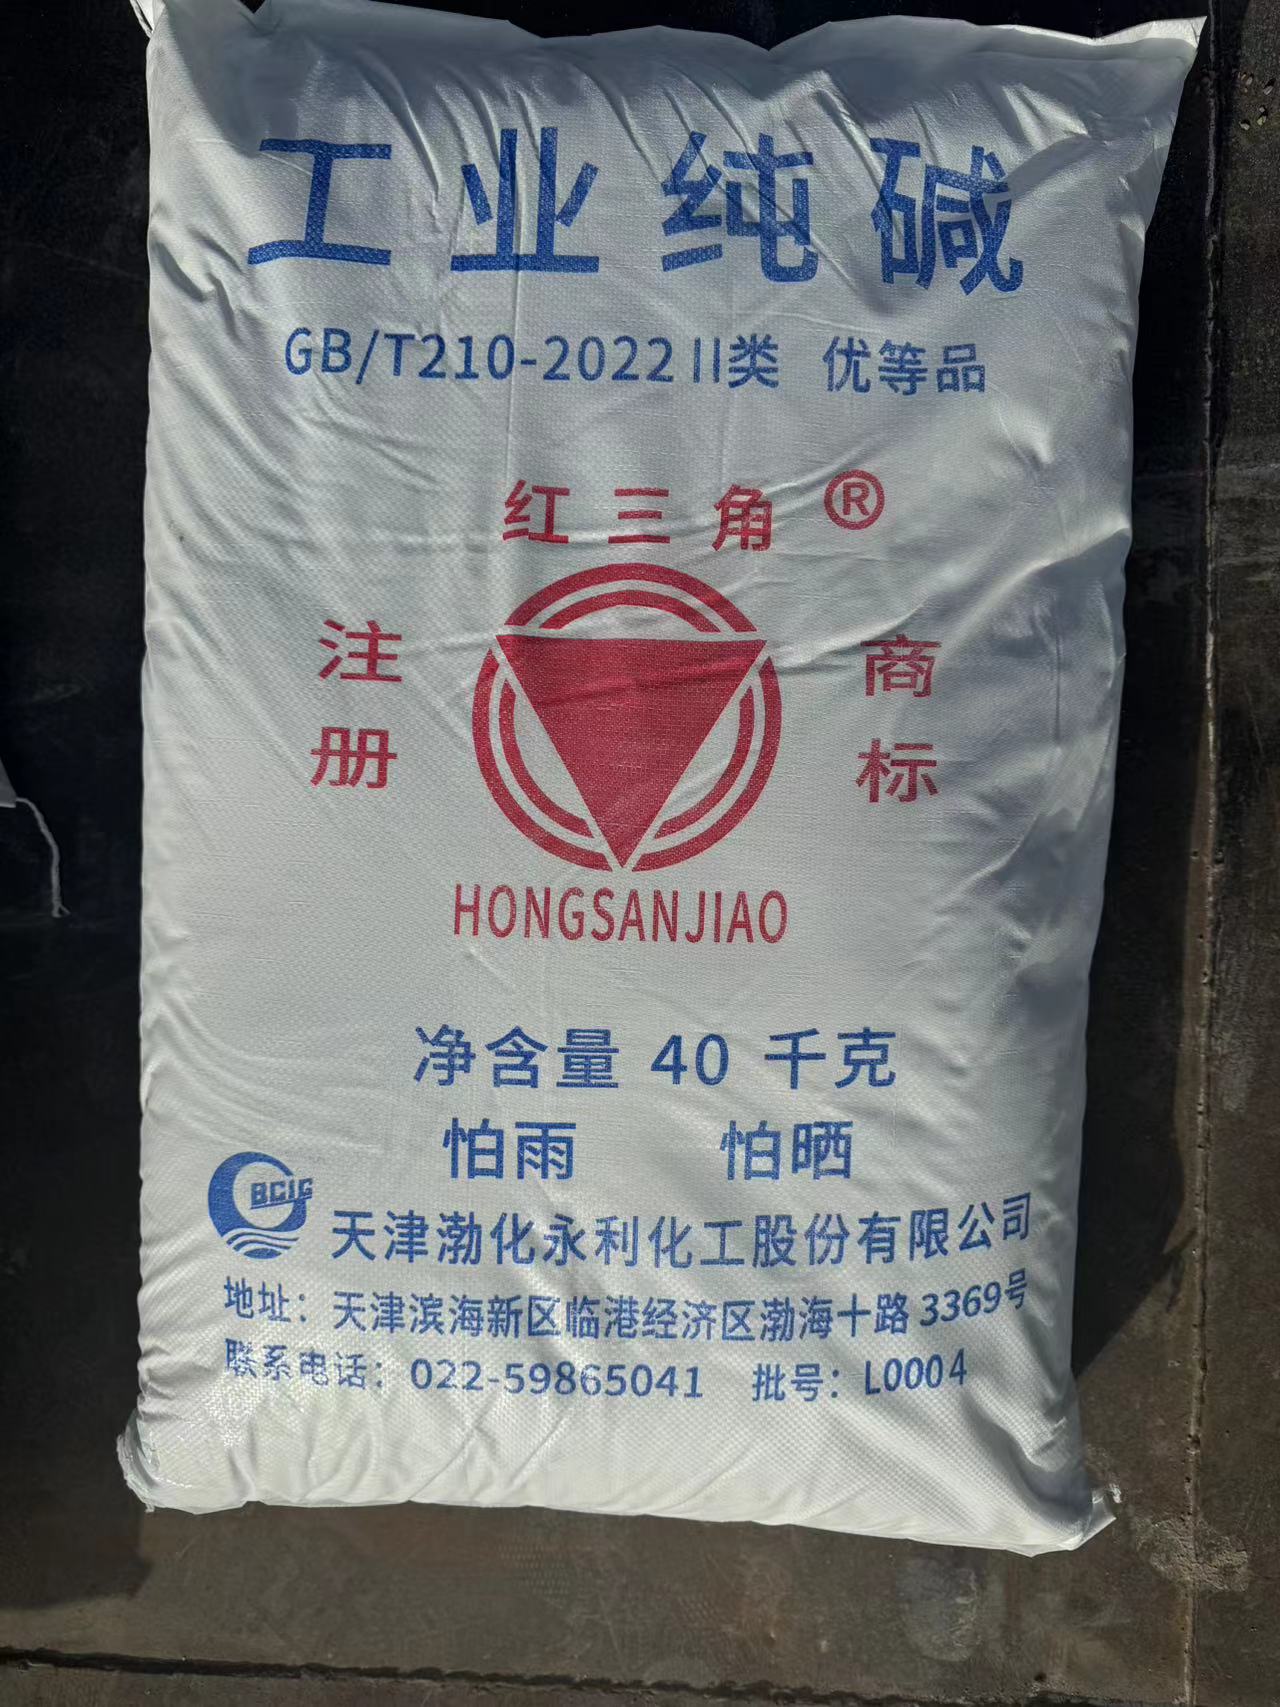 工业纯碱
GB/T210-2022 II类 优等品
红三角®
注册
商标
HONGSANJIAO
净含量 40 千克
怕雨 怕晒
BCIG
天津渤化永利化工股份有限公司
地址：天津滨海新区临港经济区渤海十路 3369号
联系电话：022-59865041 批号：L0004